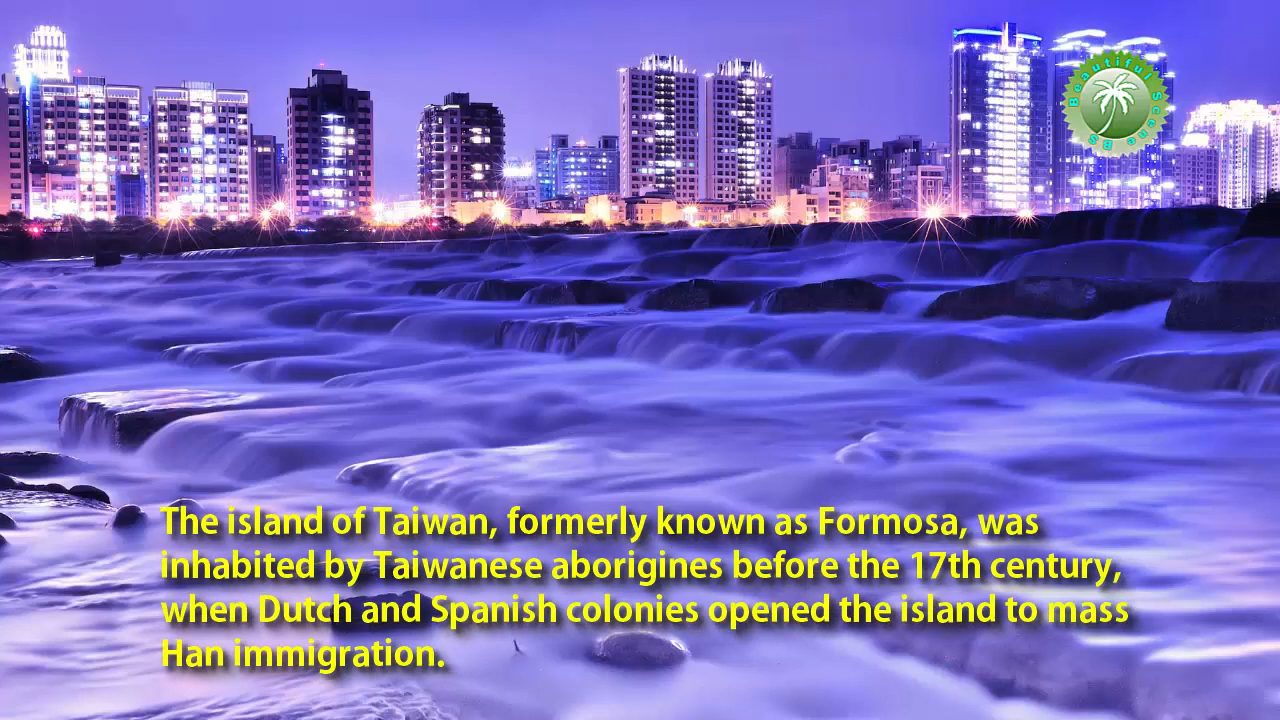 Beautiful Scenes
The island of Taiwan, formerly known as Formosa, was
inhabited by Taiwanese aborigines before the 17th century,
when Dutch and Spanish colonies opened the island to mass
Han immigration.